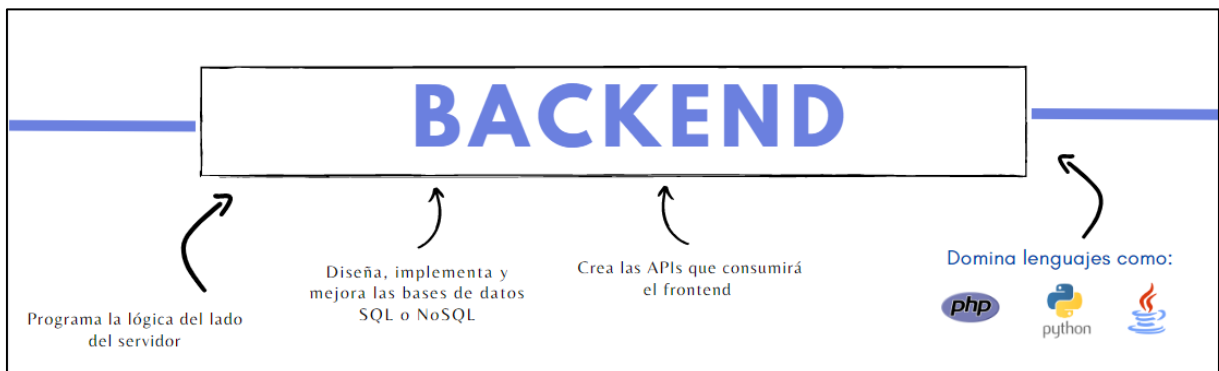 BACKEND
Programa la lógica del lado
del servidor
Diseña, implementa y
mejora las bases de datos
SQL o NoSQL
Crea las APIs que consumirá
el frontend
Domina lenguajes como:
php
python